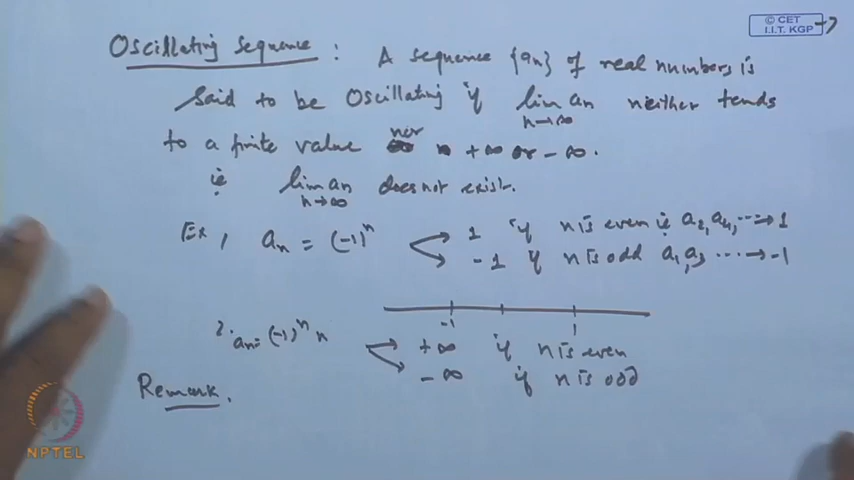 © CET
I.I.T. KGP
Oscillating sequence : A sequence {an} of real numbers is
said to be Oscillating if lim an neither tends
n→∞
to a finite value nor +∞ or -∞.
ie lim an does not exist.
n→∞
Ex 1 an = (-1)^n 1 if n is even ie a2, a4, ...→1
-1 if n is odd a1, a3 ...→-1
-1 1
2. an = (-1)^n n +∞ if n is even
-∞ if n is odd
Remark.
NPTEL